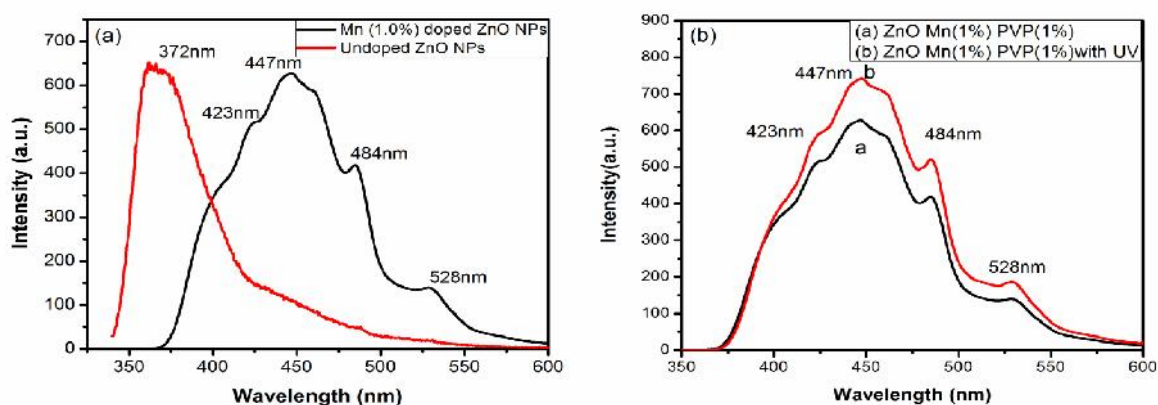 (a)
Mn (1.0%) doped ZnO NPs
Undoped ZnO NPs
372nm
447nm
423nm
484nm
528nm
700
600
500
400
300
200
100
0
350 400 450 500 550 600
Wavelength (nm)
Intensity (a.u.)
(b)
(a) ZnO Mn(1%) PVP(1%)
(b) ZnO Mn(1%) PVP(1%)with UV
447nm b
423nm
a
484nm
528nm
900
800
700
600
500
400
300
200
100
0
350 400 450 500 550 600
Wavelength (nm)
Intensity(a.u.)